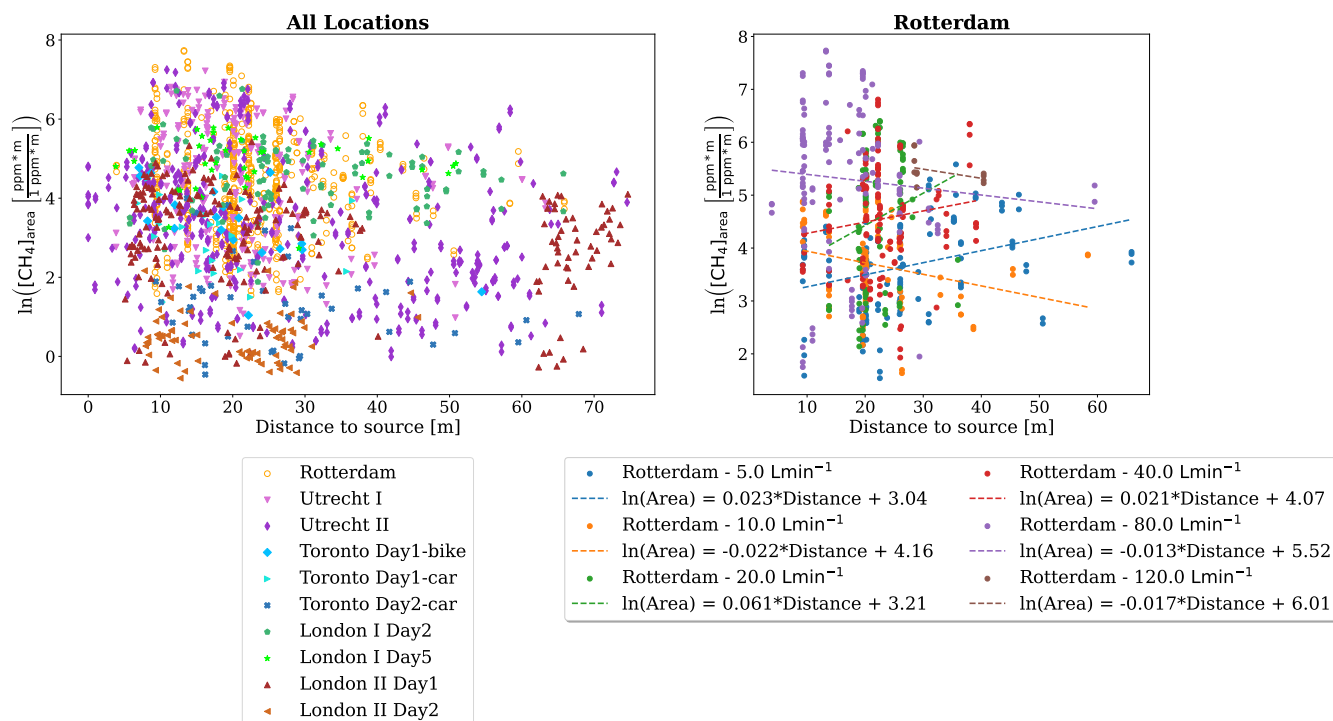 All Locations
8
6
4
2
0
ln([CH₄]area [ppm*m / 1 ppm*m])
0 10 20 30 40 50 60 70
Distance to source [m]
Rotterdam
8
7
6
5
4
3
2
ln([CH₄]area [ppm*m / 1 ppm*m])
10 20 30 40 50 60
Distance to source [m]
Rotterdam
Utrecht I
Utrecht II
Toronto Day1-bike
Toronto Day1-car
Toronto Day2-car
London I Day2
London I Day5
London II Day1
London II Day2
Rotterdam - 5.0 Lmin⁻¹
ln(Area) = 0.023*Distance + 3.04
Rotterdam - 10.0 Lmin⁻¹
ln(Area) = -0.022*Distance + 4.16
Rotterdam - 20.0 Lmin⁻¹
ln(Area) = 0.061*Distance + 3.21
Rotterdam - 40.0 Lmin⁻¹
ln(Area) = 0.021*Distance + 4.07
Rotterdam - 80.0 Lmin⁻¹
ln(Area) = -0.013*Distance + 5.52
Rotterdam - 120.0 Lmin⁻¹
ln(Area) = -0.017*Distance + 6.01